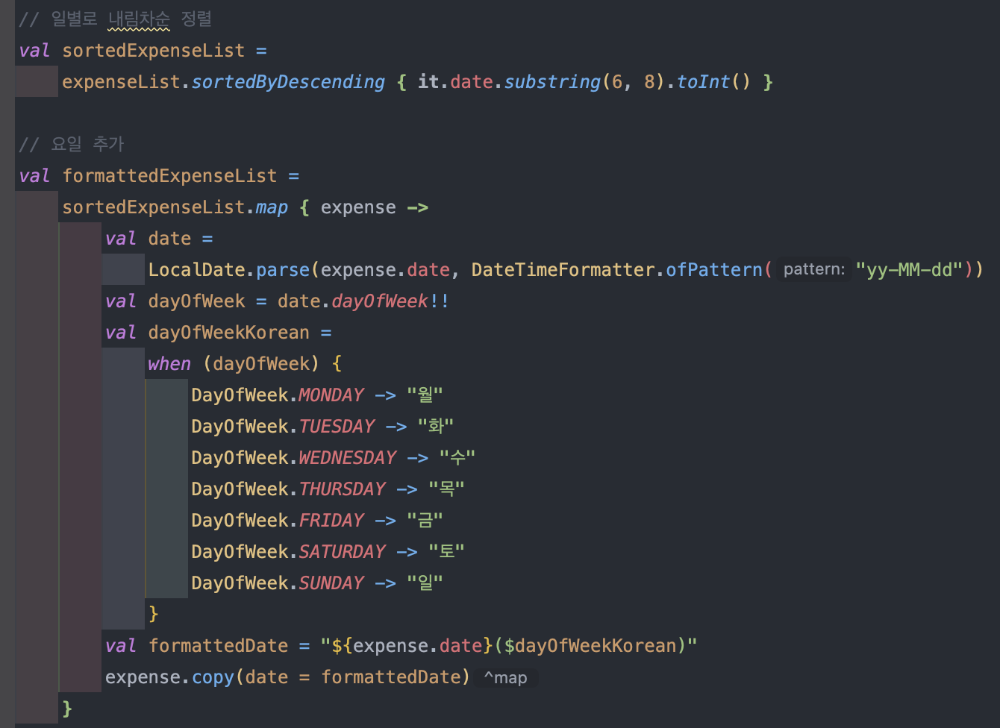 // 일별로 내림차순 정렬
val sortedExpenseList =
expenseList.sortedByDescending { it.date.substring(6, 8).toInt() }
// 요일 추가
val formattedExpenseList =
sortedExpenseList.map { expense ->
val date =
LocalDate.parse(expense.date, DateTimeFormatter.ofPattern( pattern: "yy-MM-dd"))
val dayOfWeek = date.dayOfWeek!!
val dayOfWeekKorean =
when (dayOfWeek) {
DayOfWeek.MONDAY -> "월"
DayOfWeek.TUESDAY -> "화"
DayOfWeek.WEDNESDAY -> "수"
DayOfWeek.THURSDAY -> "목"
DayOfWeek.FRIDAY -> "금"
DayOfWeek.SATURDAY -> "토"
DayOfWeek.SUNDAY -> "일"
}
val formattedDate = "${expense.date}($dayOfWeekKorean)"
expense.copy(date = formattedDate) ^map
}